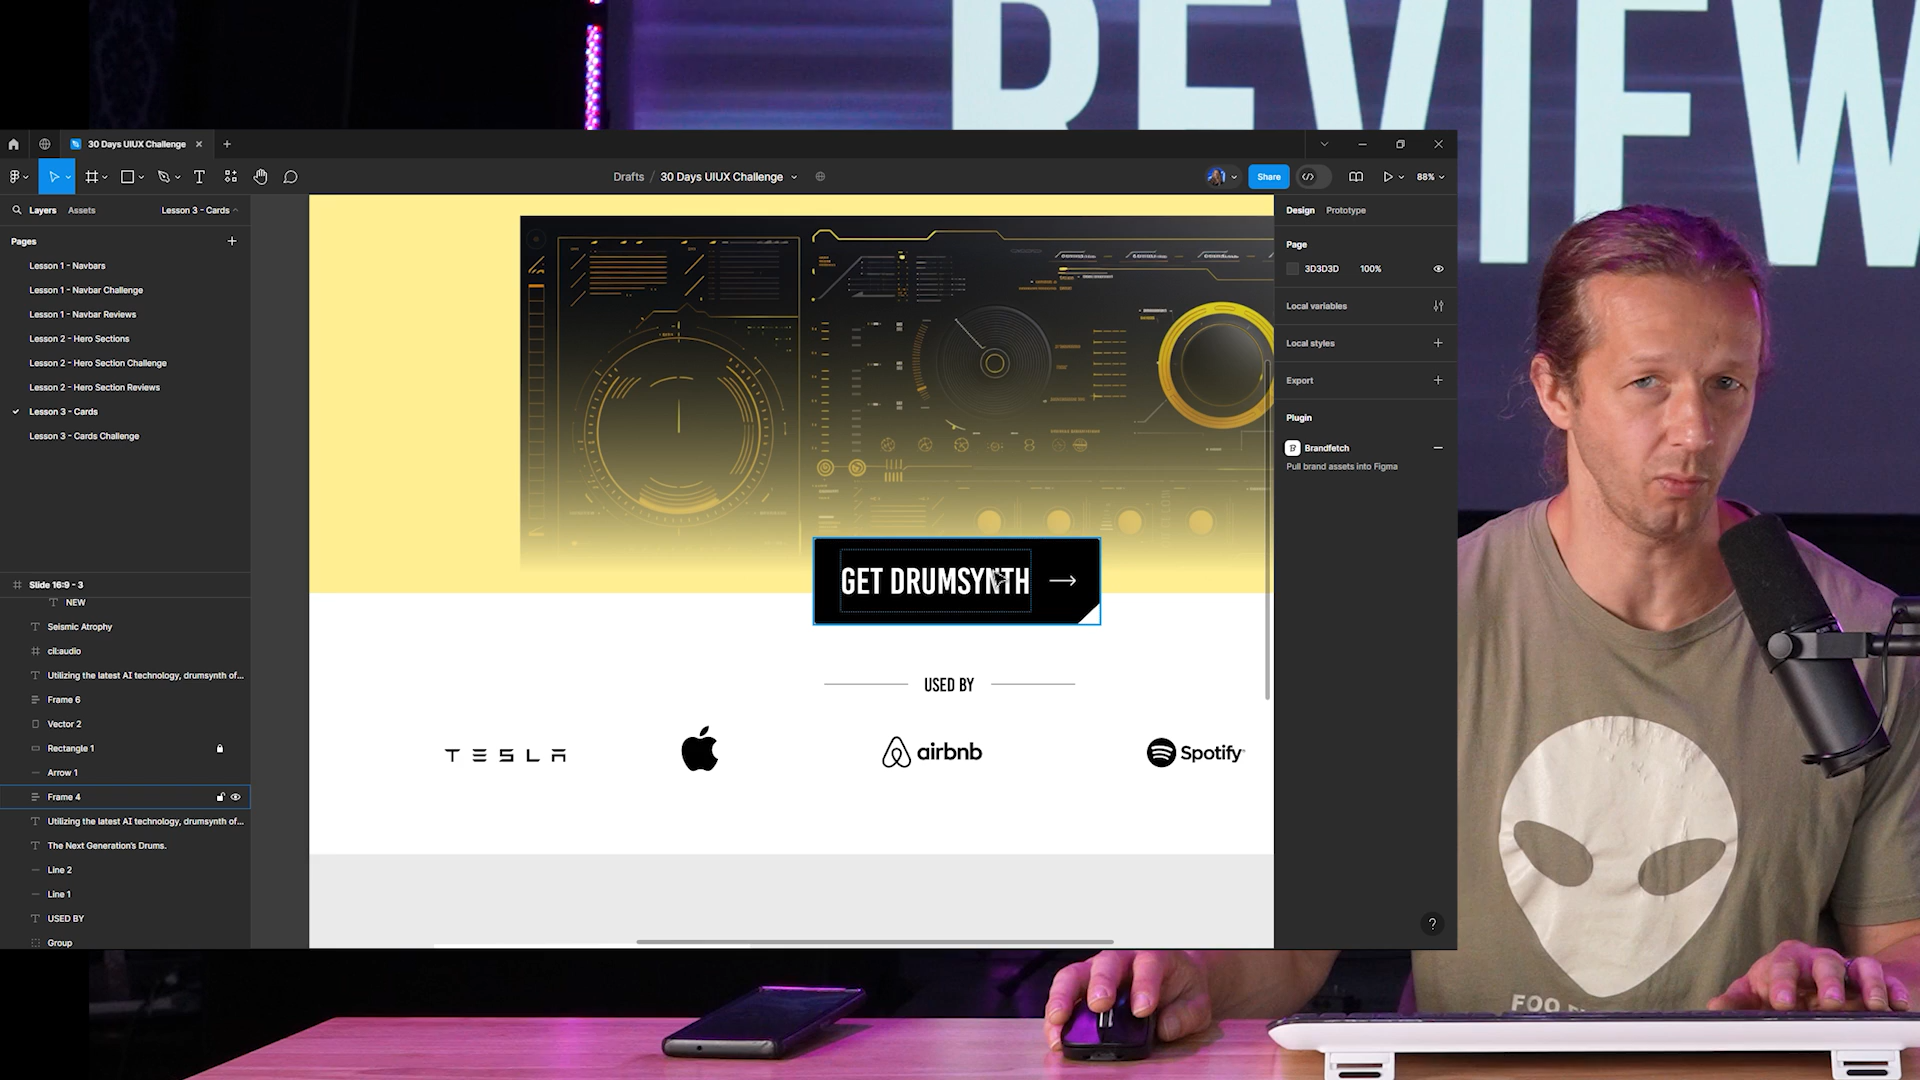 REVIEW
30 Days UIUX Challenge
Drafts / 30 Days UIUX Challenge
Share
88%
Layers
Assets
Lesson 3 - Cards
Pages
Lesson 1 - Navbars
Lesson 1 - Navbar Challenge
Lesson 1 - Navbar Reviews
Lesson 2 - Hero Sections
Lesson 2 - Hero Section Challenge
Lesson 2 - Hero Section Reviews
Lesson 3 - Cards
Lesson 3 - Cards Challenge
Slide 16:9 - 3
NEW
Seismic Atrophy
cil:audio
Utilizing the latest AI technology, drumsynth of...
Frame 6
Vector 2
Rectangle 1
Arrow 1
Frame 4
Utilizing the latest AI technology, drumsynth of...
The Next Generation's Drums.
Line 2
Line 1
USED BY
Group
GET DRUMSYNTH
USED BY
TESLA
airbnb
Spotify
Design
Prototype
Page
3D3D3D 100%
Local variables
Local styles
Export
Plugin
Brandfetch
Pull brand assets into Figma
?
FOO